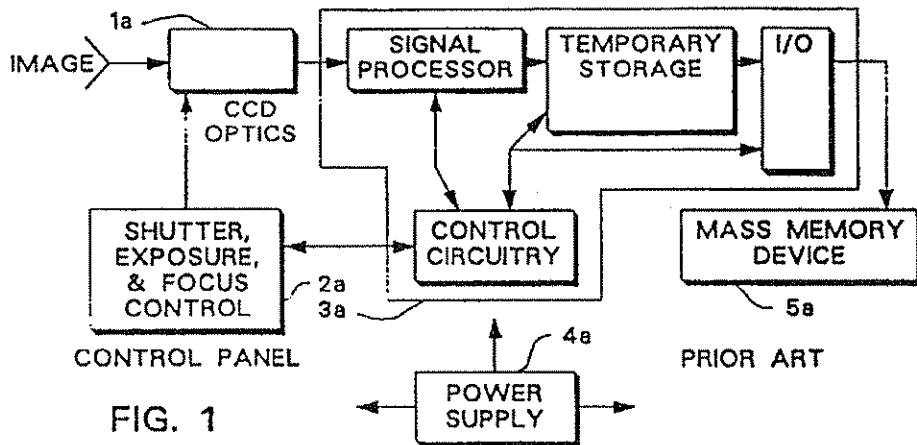 1a
IMAGE
CCD
OPTICS
SIGNAL
PROCESSOR
TEMPORARY
STORAGE
I/O
SHUTTER,
EXPOSURE,
& FOCUS
CONTROL
2a
3a
CONTROL PANEL
CONTROL
CIRCUITRY
MASS MEMORY
DEVICE
5a
4a
POWER
SUPPLY
PRIOR ART
FIG. 1